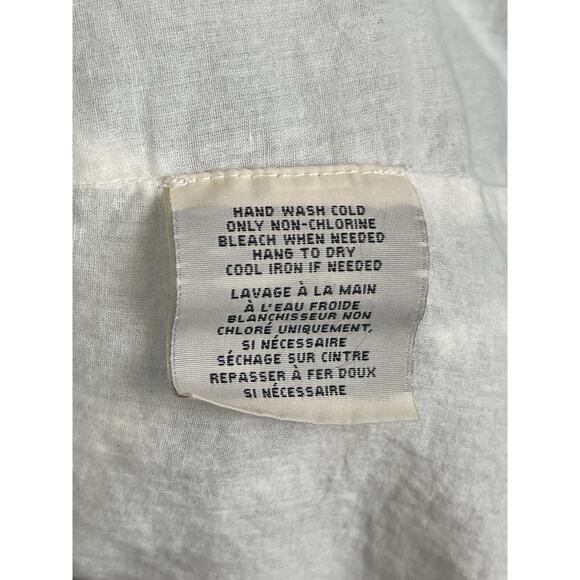 HAND WASH COLD
ONLY NON-CHLORINE
BLEACH WHEN NEEDED
HANG TO DRY
COOL IRON IF NEEDED
LAVAGE À LA MAIN
À L'EAU FROIDE
BLANCHISSEUR NON
CHLORÉ UNIQUEMENT,
SI NÉCESSAIRE
SÉCHAGE SUR CINTRE
REPASSER À FER DOUX
SI NÉCESSAIRE